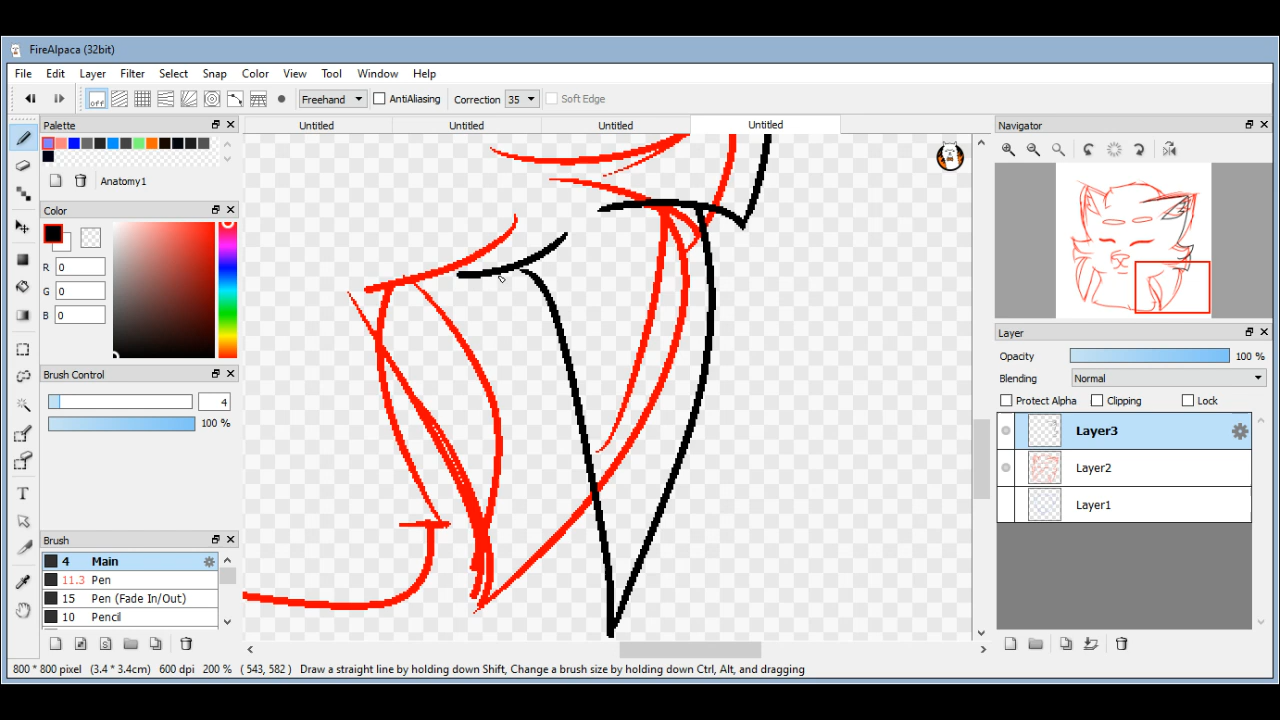 FireAlpaca (32bit)
File Edit Layer Filter Select Snap Color View Tool Window Help
off Freehand AntiAliasing Correction 35 Soft Edge
Palette
Untitled Untitled Untitled Untitled
Navigator
Anatomy1
Color
R 0
G 0
B 0
Layer
Opacity 100 %
Blending Normal
Protect Alpha Clipping Lock
Brush Control
4
100 %
Layer3
Layer2
Layer1
T
Brush
4 Main
11.3 Pen
15 Pen (Fade In/Out)
10 Pencil
800 * 800 pixel (3.4 * 3.4cm) 600 dpi 200 % ( 543, 582 ) Draw a straight line by holding down Shift, Change a brush size by holding down Ctrl, Alt, and dragging